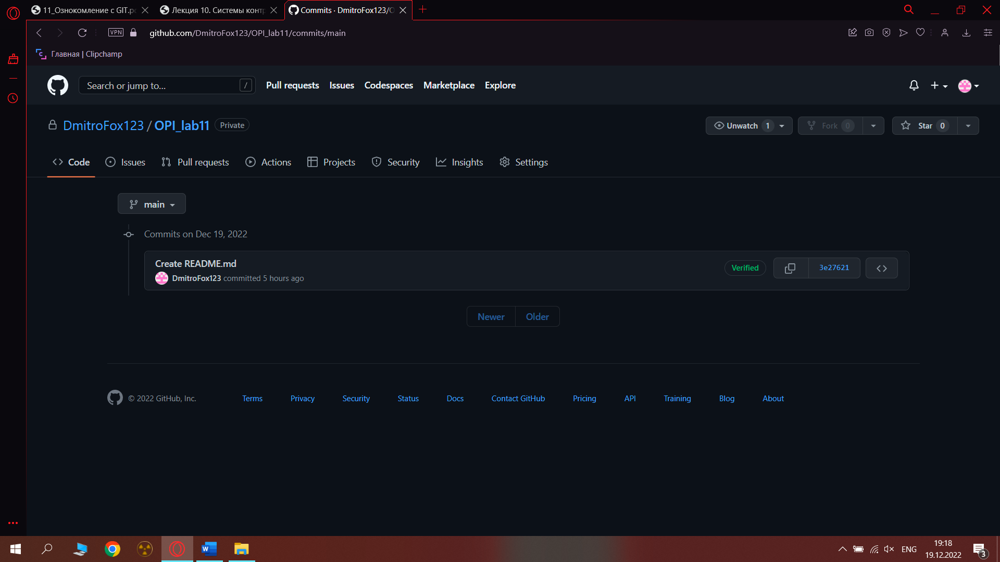 11_Ознокомление с GIT.p
Лекция 10. Системы конт
Commits · DmitroFox123/O
VPN
github.com/DmitroFox123/OPI_lab11/commits/main
Главная | Clipchamp
Search or jump to... /
Pull requests Issues Codespaces Marketplace Explore
DmitroFox123 / OPI_lab11 Private
Unwatch 1 Fork 0 Star 0
Code Issues Pull requests Actions Projects Security Insights Settings
main
Commits on Dec 19, 2022
Create README.md
DmitroFox123 committed 5 hours ago
Verified 3e27621
Newer Older
© 2022 GitHub, Inc. Terms Privacy Security Status Docs Contact GitHub Pricing API Training Blog About
ENG
19:18
19.12.2022
3